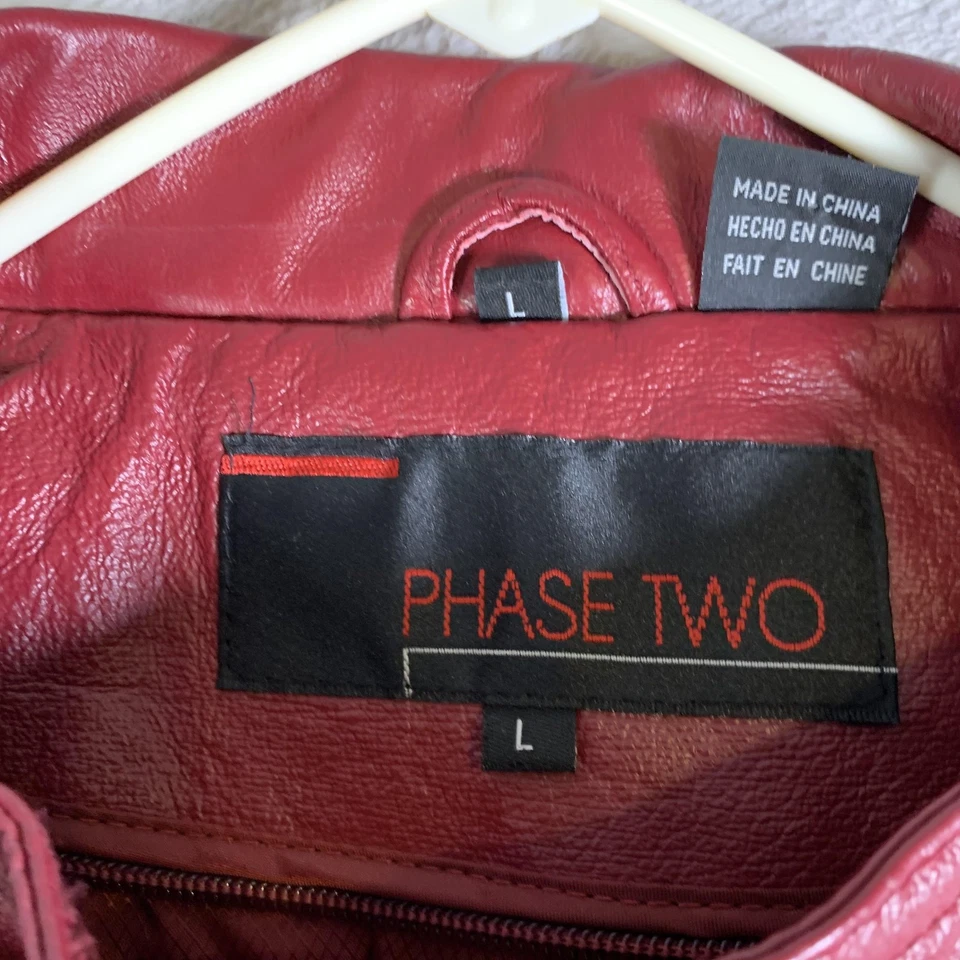 MADE IN CHINA
HECHO EN CHINA
FAIT EN CHINE
L
PHASE TWO
L